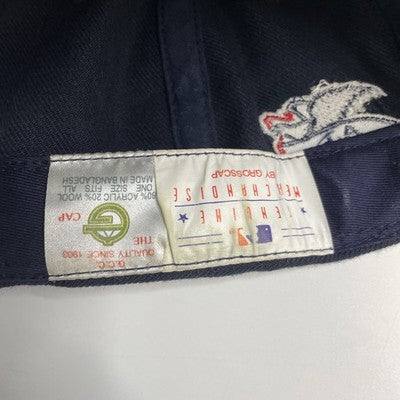 GENUINE
MERCHANDISE
BY GROSSCAP
G.C.C.
QUALITY SINCE 1903
THE G CAP
80% ACRYLIC 20% WOOL
ONE SIZE FITS ALL
MADE IN BANGLADESH